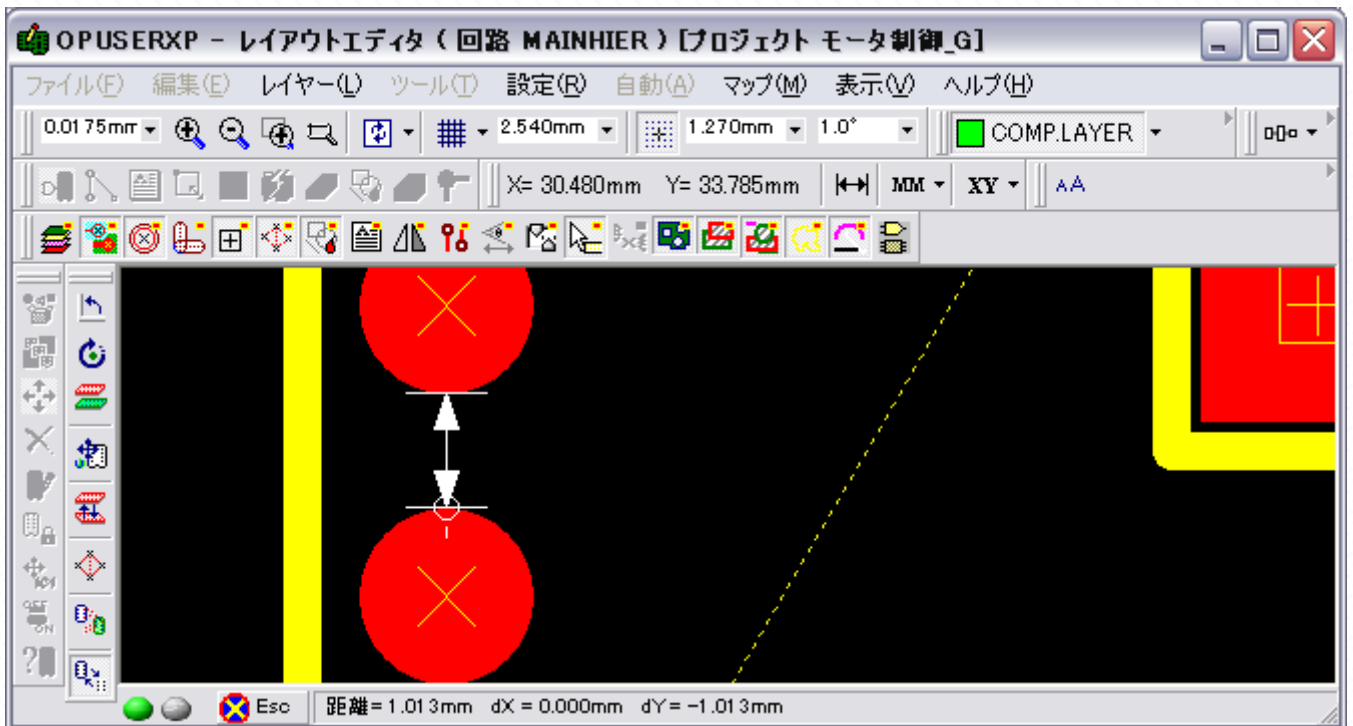 OPUSERXP - レイアウトエディタ ( 回路 MAINHIER ) [プロジェクト モータ制御_G]
ファイル(F) 編集(E) レイヤー(L) ツール(T) 設定(R) 自動(A) マップ(M) 表示(V) ヘルプ(H)
0.0175mm 2.540mm 1.270mm 1.0° COMP.LAYER
X= 30.480mm Y= 33.785mm MM XY AA
Esc 距離= 1.013mm dX = 0.000mm dY= -1.013mm